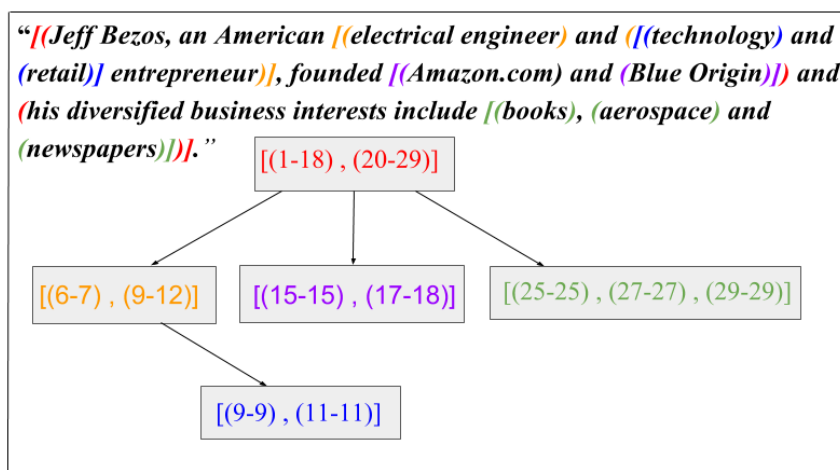 “[(Jeff Bezos, an American [(electrical engineer) and ([(technology) and
(retail)] entrepreneur)], founded [(Amazon.com) and (Blue Origin)]) and
(his diversified business interests include [(books), (aerospace) and
(newspapers)])].”
[(1-18) , (20-29)]
[(6-7) , (9-12)]
[(15-15) , (17-18)]
[(25-25) , (27-27) , (29-29)]
[(9-9) , (11-11)]